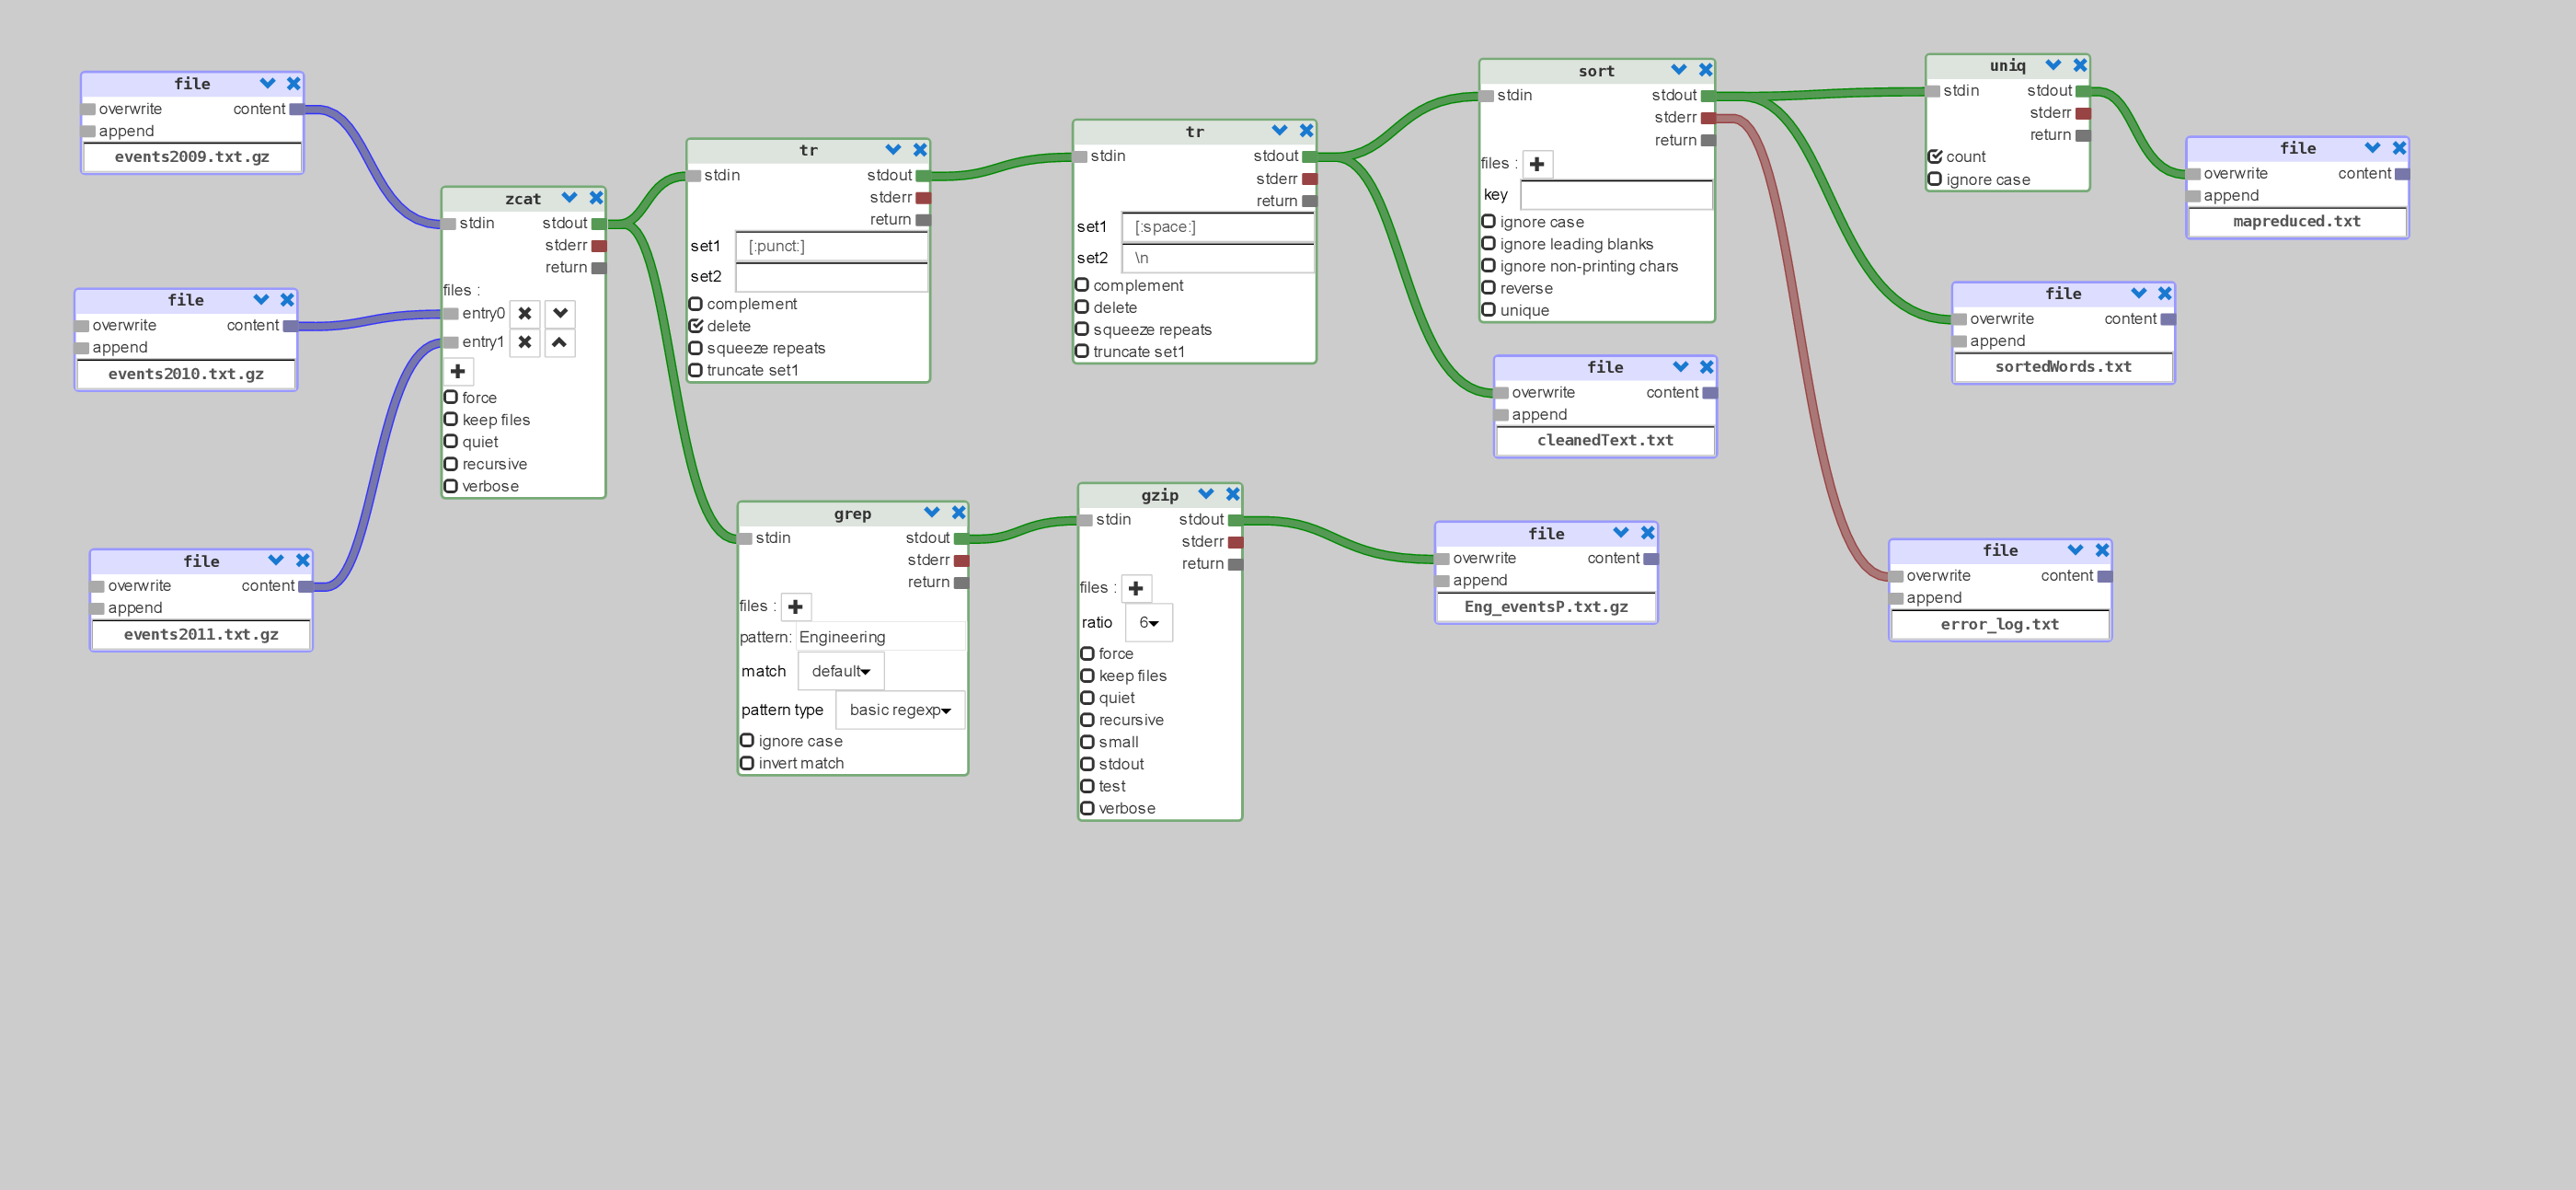 file
overwrite content
append
events2009.txt.gz
file
overwrite content
append
events2010.txt.gz
file
overwrite content
append
events2011.txt.gz
zcat
stdin stdout
stderr
return
files :
entry0
entry1
force
keep files
quiet
recursive
verbose
tr
stdin stdout
stderr
return
set1 [:punct:]
set2
complement
delete
squeeze repeats
truncate set1
grep
stdin stdout
stderr
return
files :
pattern: Engineering
match default
pattern type basic regexp
ignore case
invert match
tr
stdin stdout
stderr
return
set1 [:space:]
set2 \n
complement
delete
squeeze repeats
truncate set1
gzip
stdin stdout
stderr
return
files :
ratio 6
force
keep files
quiet
recursive
small
stdout
test
verbose
sort
stdin stdout
stderr
return
files :
key
ignore case
ignore leading blanks
ignore non-printing chars
reverse
unique
file
overwrite content
append
cleanedText.txt
file
overwrite content
append
Eng_eventsP.txt.gz
uniq
stdin stdout
stderr
return
count
ignore case
file
overwrite content
append
mapreduced.txt
file
overwrite content
append
sortedWords.txt
file
overwrite content
append
error_log.txt